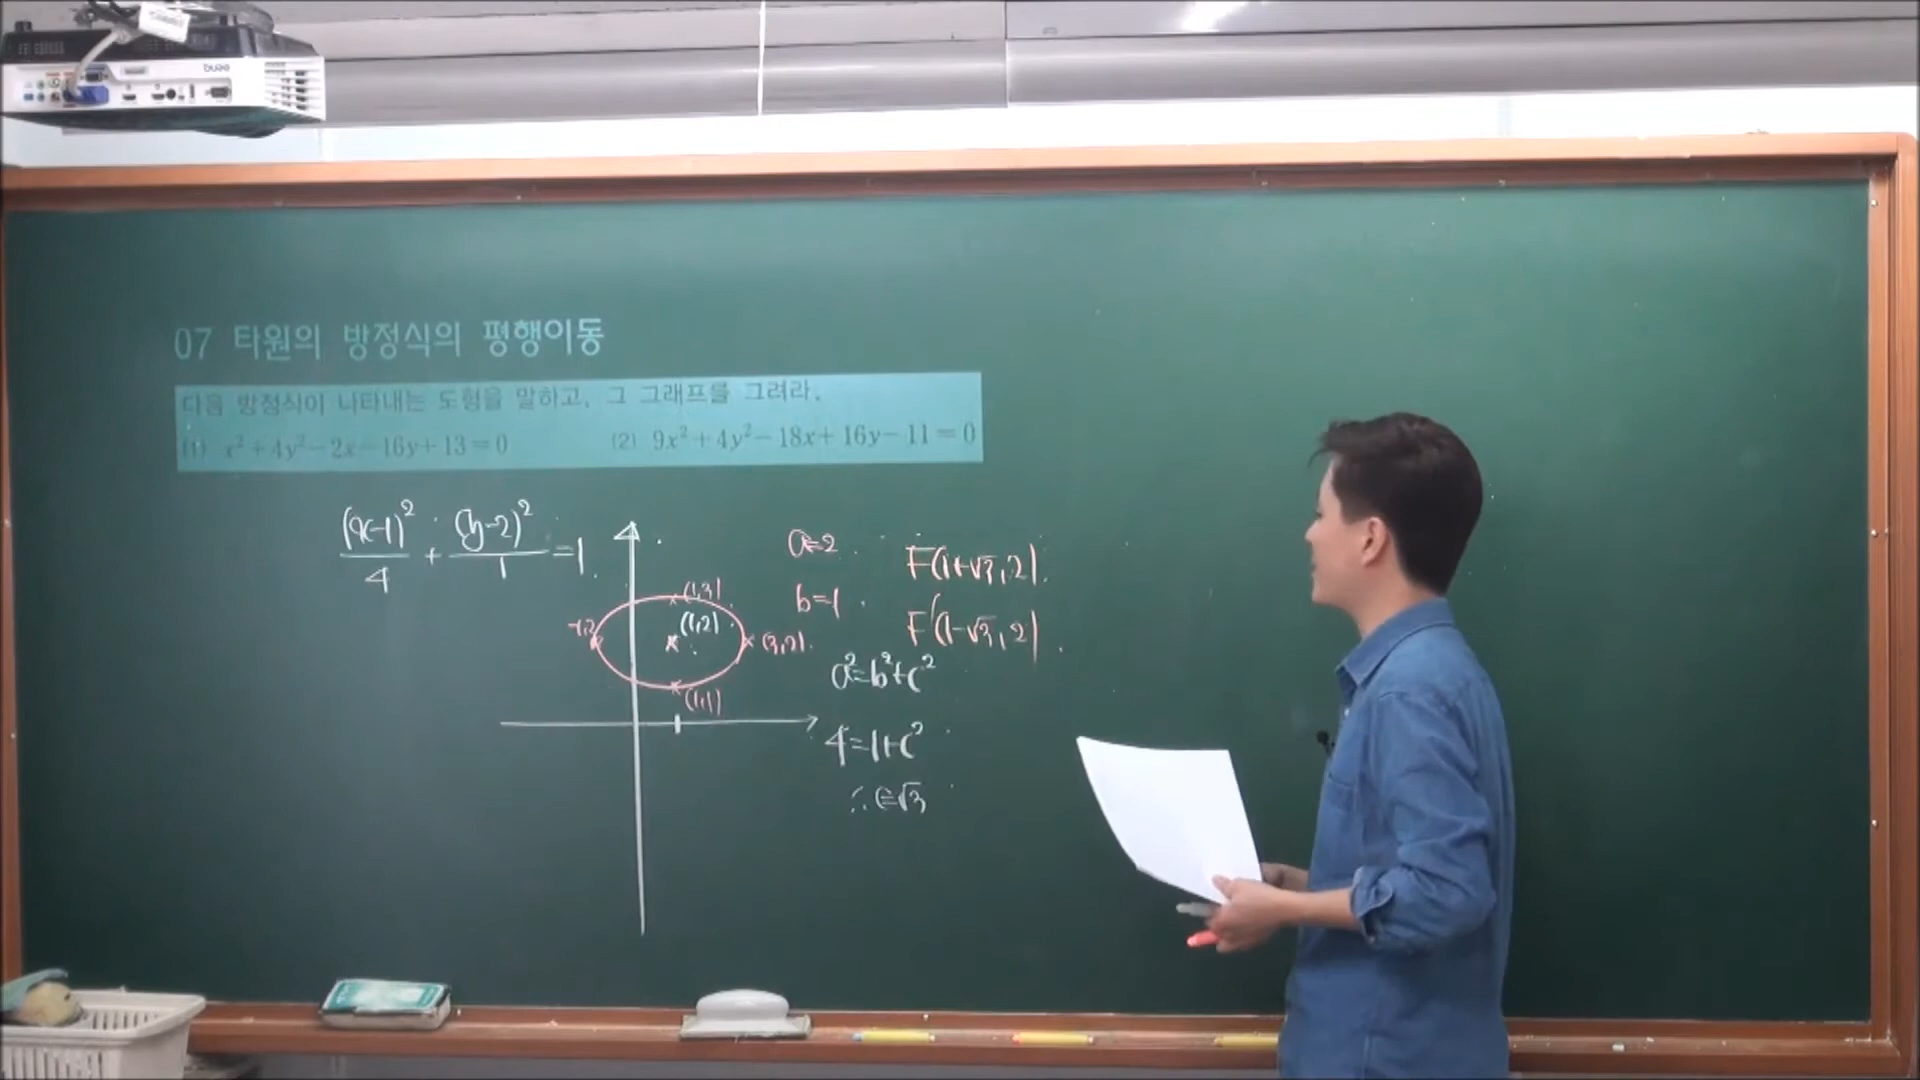 BenQ
07 타원의 방정식의 평행이동
다음 방정식이 나타내는 도형을 말하고, 그 그래프를 그려라.
(1) x²+4y²−2x−16y+13=0 (2) 9x²+4y²−18x+16y−11=0
(x-1)²/4 + (y-2)²/1 =1
a=2
b=1
F(1+√3, 2)
F'(1-√3, 2)
(1,3)
(1,2)
-1,2
(3,2)
(1,1)
a²=b²+c²
4=1+c²
∴ c=√3